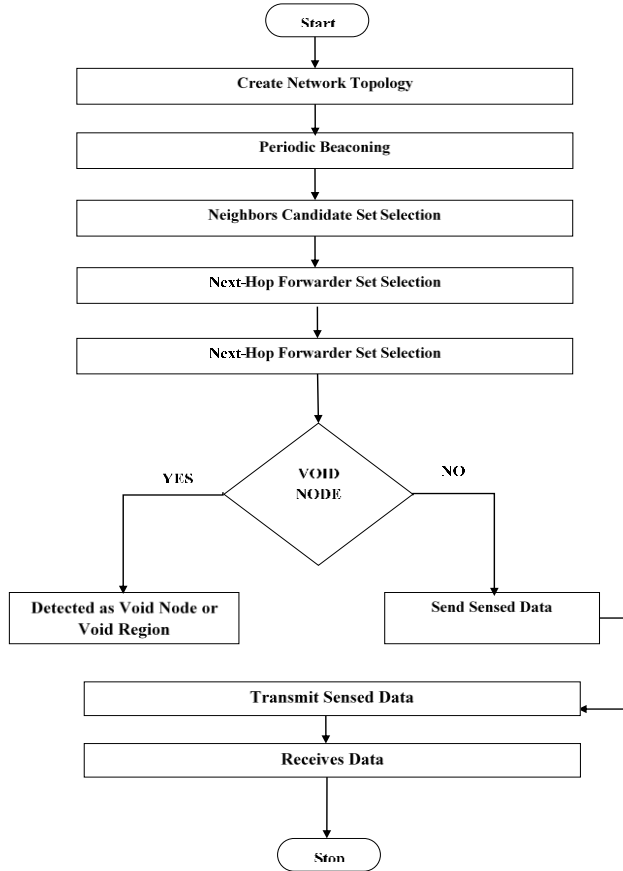 Start
Create Network Topology
Periodic Beaconing
Neighbors Candidate Set Selection
Next-Hop Forwarder Set Selection
Next-Hop Forwarder Set Selection
VOID
NODE
YES
NO
Detected as Void Node or
Void Region
Send Sensed Data
Transmit Sensed Data
Receives Data
Stop